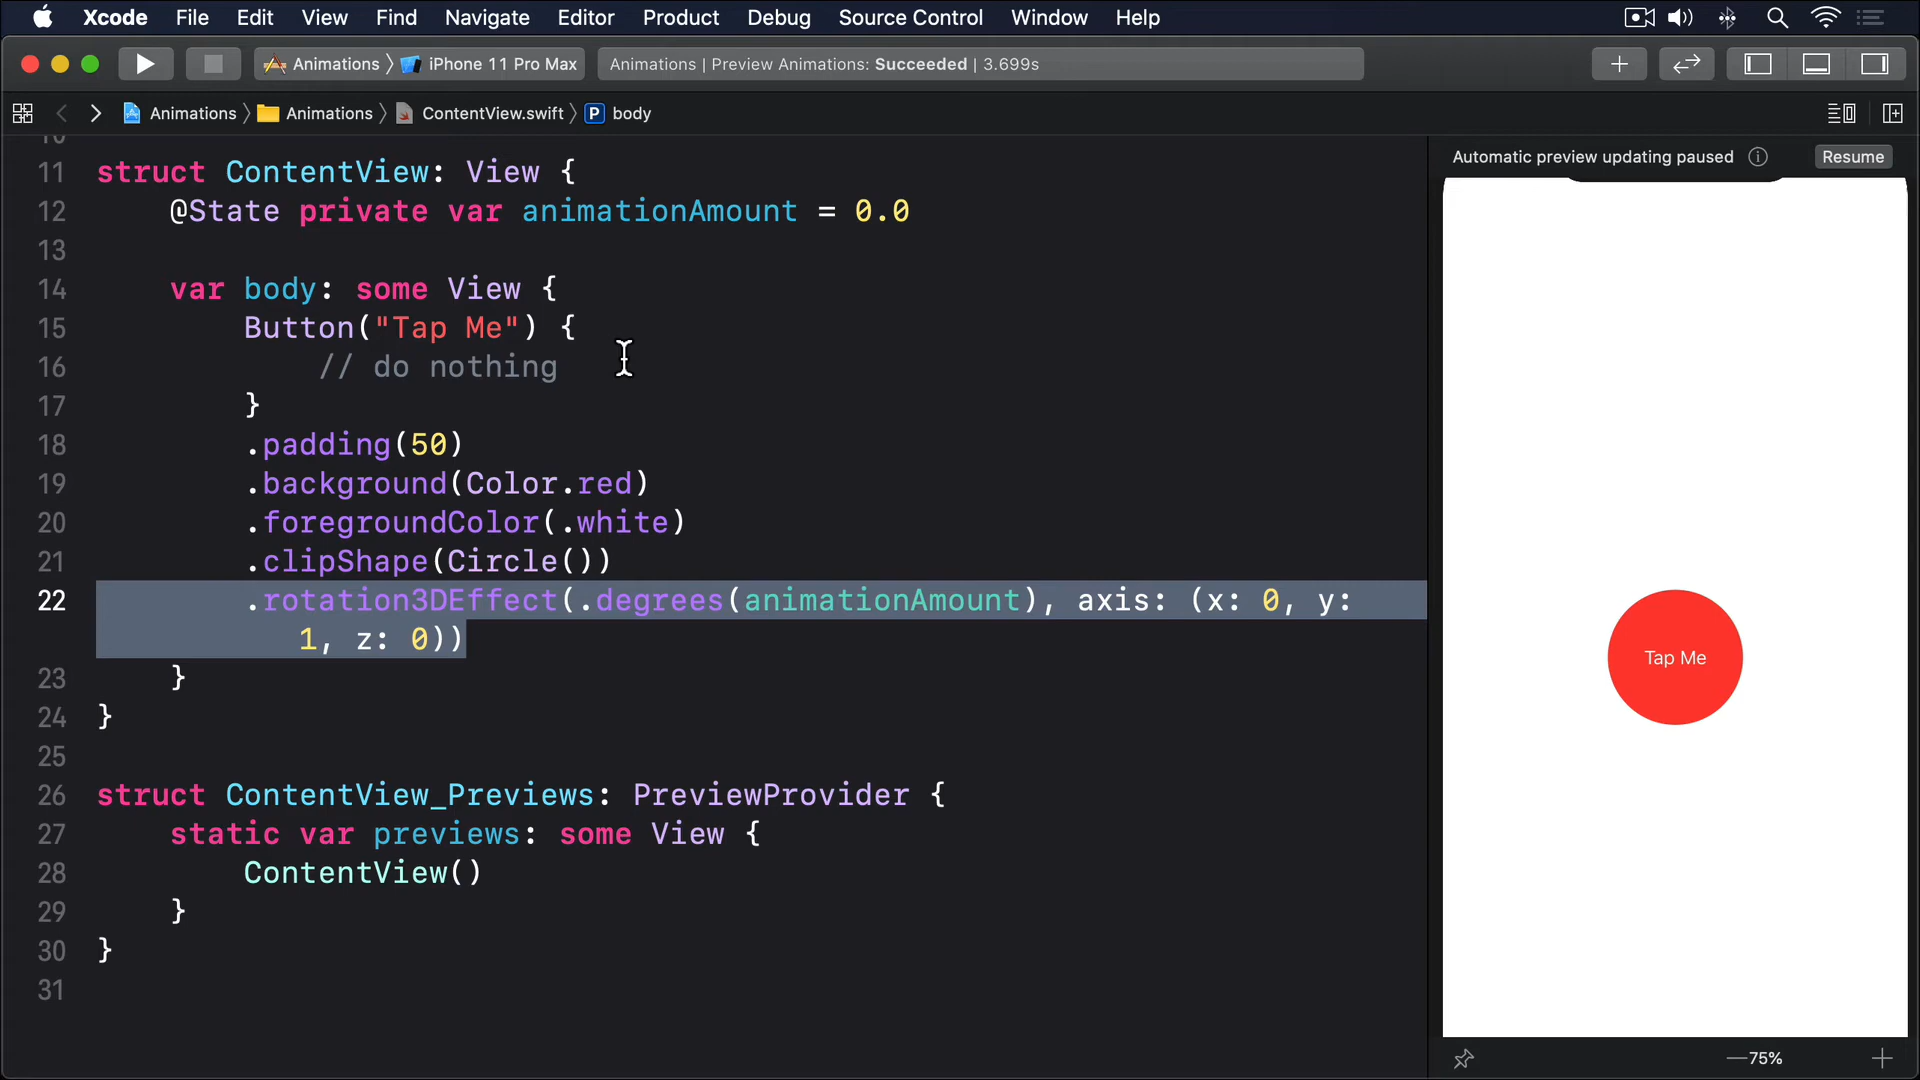 Xcode File Edit View Find Navigate Editor Product Debug Source Control Window Help
Animations iPhone 11 Pro Max Animations | Preview Animations: Succeeded | 3.699s
Animations Animations ContentView.swift P body
Automatic preview updating paused Resume
10
11 struct ContentView: View {
12 @State private var animationAmount = 0.0
13
14 var body: some View {
15 Button("Tap Me") {
16 // do nothing
17 }
18 .padding(50)
19 .background(Color.red)
20 .foregroundColor(.white)
21 .clipShape(Circle())
22 .rotation3DEffect(.degrees(animationAmount), axis: (x: 0, y:
1, z: 0))
23 }
24 }
25
26 struct ContentView_Previews: PreviewProvider {
27 static var previews: some View {
28 ContentView()
29 }
30 }
31
Tap Me
75%